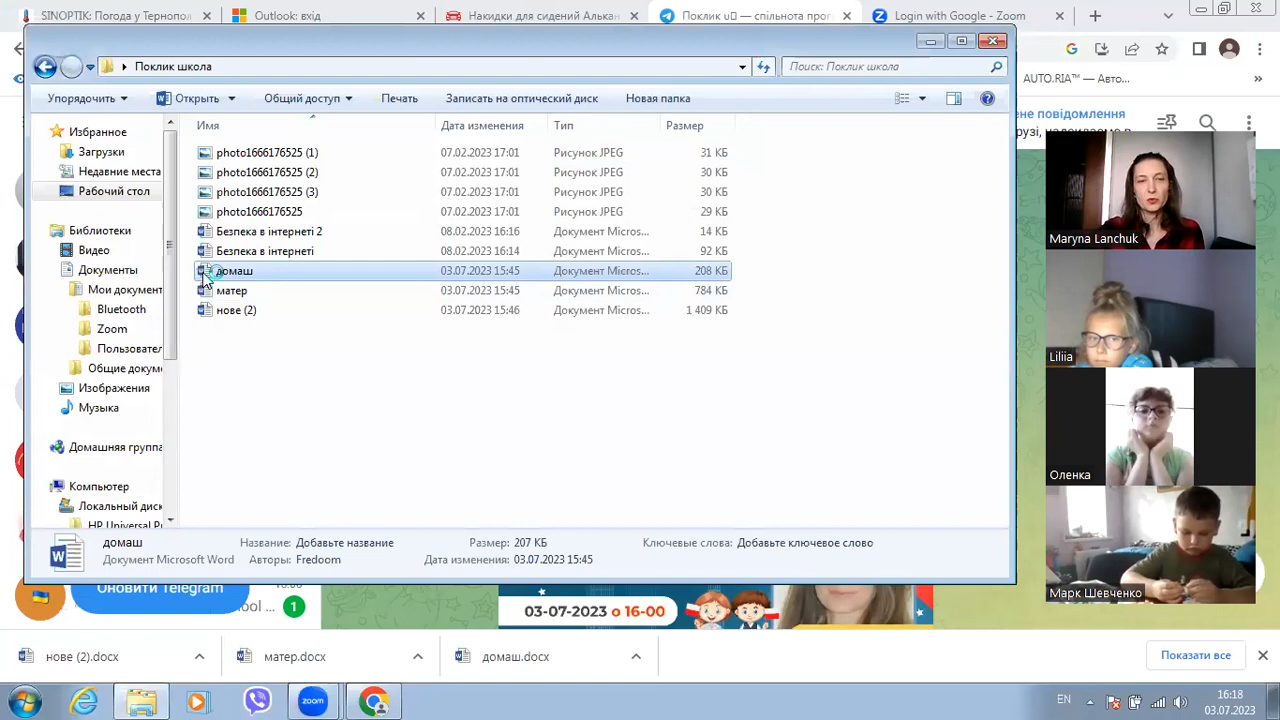 SINOPTIK: Погода у Тернопол
Outlook: вхід
Накидки для сидений Алькан
Поклик u — спільнота прог
Login with Google - Zoom
AUTO.RIA™ — Авто...
Поклик школа
Поиск: Поклик школа
Упорядочить
Открыть
Общий доступ
Печать
Записать на оптический диск
Новая папка
Имя
Дата изменения
Тип
Размер
Избранное
Загрузки
Недавние места
Рабочий стол
Библиотеки
Видео
Документы
Мои документ
Bluetooth
Zoom
Пользовател
Общие докуме
Изображения
Музыка
Домашняя группа
Компьютер
Локальный диск
HP Universal Pr
photo1666176525 (1) 07.02.2023 17:01 Рисунок JPEG 31 КБ
photo1666176525 (2) 07.02.2023 17:01 Рисунок JPEG 30 КБ
photo1666176525 (3) 07.02.2023 17:01 Рисунок JPEG 30 КБ
photo1666176525 07.02.2023 17:01 Рисунок JPEG 29 КБ
Безпека в інтернеті 2 08.02.2023 16:16 Документ Micros... 14 КБ
Безпека в інтернеті 08.02.2023 16:14 Документ Micros... 92 КБ
домаш 03.07.2023 15:45 Документ Micros... 208 КБ
матер 03.07.2023 15:45 Документ Micros... 784 КБ
нове (2) 03.07.2023 15:46 Документ Micros... 1 409 КБ
домаш
Документ Microsoft Word
Название: Добавьте название
Авторы: Fredoom
Размер: 207 КБ
Дата изменения: 03.07.2023 15:45
Ключевые слова: Добавьте ключевое слово
ене повідомлення
Maryna Lanchuk
Liliia
Оленка
Марк Шевченко
Оновити Telegram
ool ...
1
03-07-2023 о 16-00
нове (2).docx
матер.docx
домаш.docx
Показати все
zoom
EN
16:18
03.07.2023